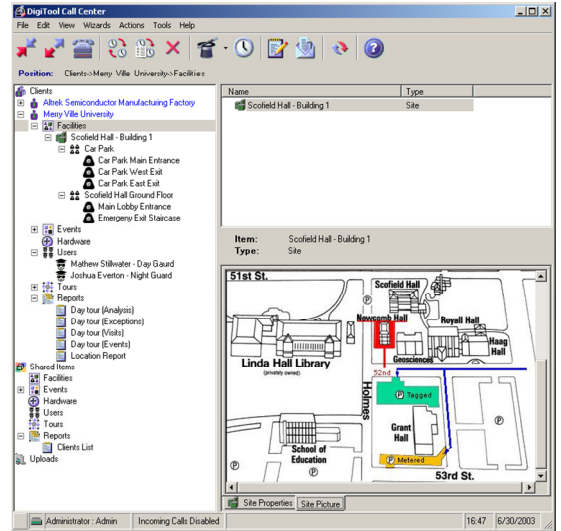 DigiTool Call Center
File Edit View Wizards Actions Tools Help
Position: Clients->Merry Ville University->Facilities
Clients
Altrek Semiconductor Manufacturing Factory
Merry Ville University
Facilities
Scofield Hall - Building 1
Car Park
Car Park Main Entrance
Car Park West Exit
Car Park East Exit
Scofield Hall Ground Floor
Main Lobby Entrance
Emergeny Exit Staircase
Events
Hardware
Users
Mathew Stillwater - Day Gaurd
Joshua Everton - Night Guard
Tours
Reports
Day tour (Analysis)
Day tour (Exceptions)
Day tour (Visits)
Day tour (Events)
Location Report
Shared Items
Facilities
Events
Hardware
Users
Tours
Reports
Clients List
Uploads
Name Type
Scofield Hall - Building 1 Site
Item: Scofield Hall - Building 1
Type: Site
51st St.
Scofield Hall
P
Newcomb Hall
Royall Hall
Haag
Hall
Geosciences
Linda Hall Library
(privately owned)
52nd
Holmes
P Tagged
Grant
Hall
P
School of
Education
P
P Metered
53rd St.
Site Properties Site Picture
Administrator : Admin Incoming Calls Disabled 16:47 6/30/2003